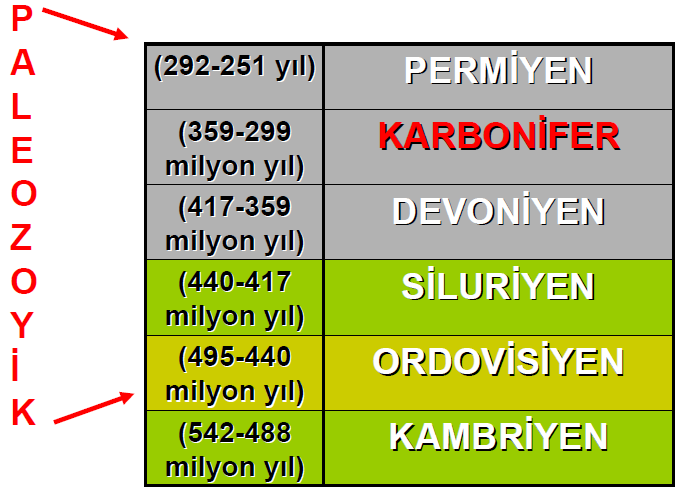 PALEOZOYİK
(292-251 yıl)
PERMİYEN
(359-299
milyon yıl)
KARBONİFER
(417-359
milyon yıl)
DEVONİYEN
(440-417
milyon yıl)
SİLURİYEN
(495-440
milyon yıl)
ORDOVİSİYEN
(542-488
milyon yıl)
KAMBRİYEN